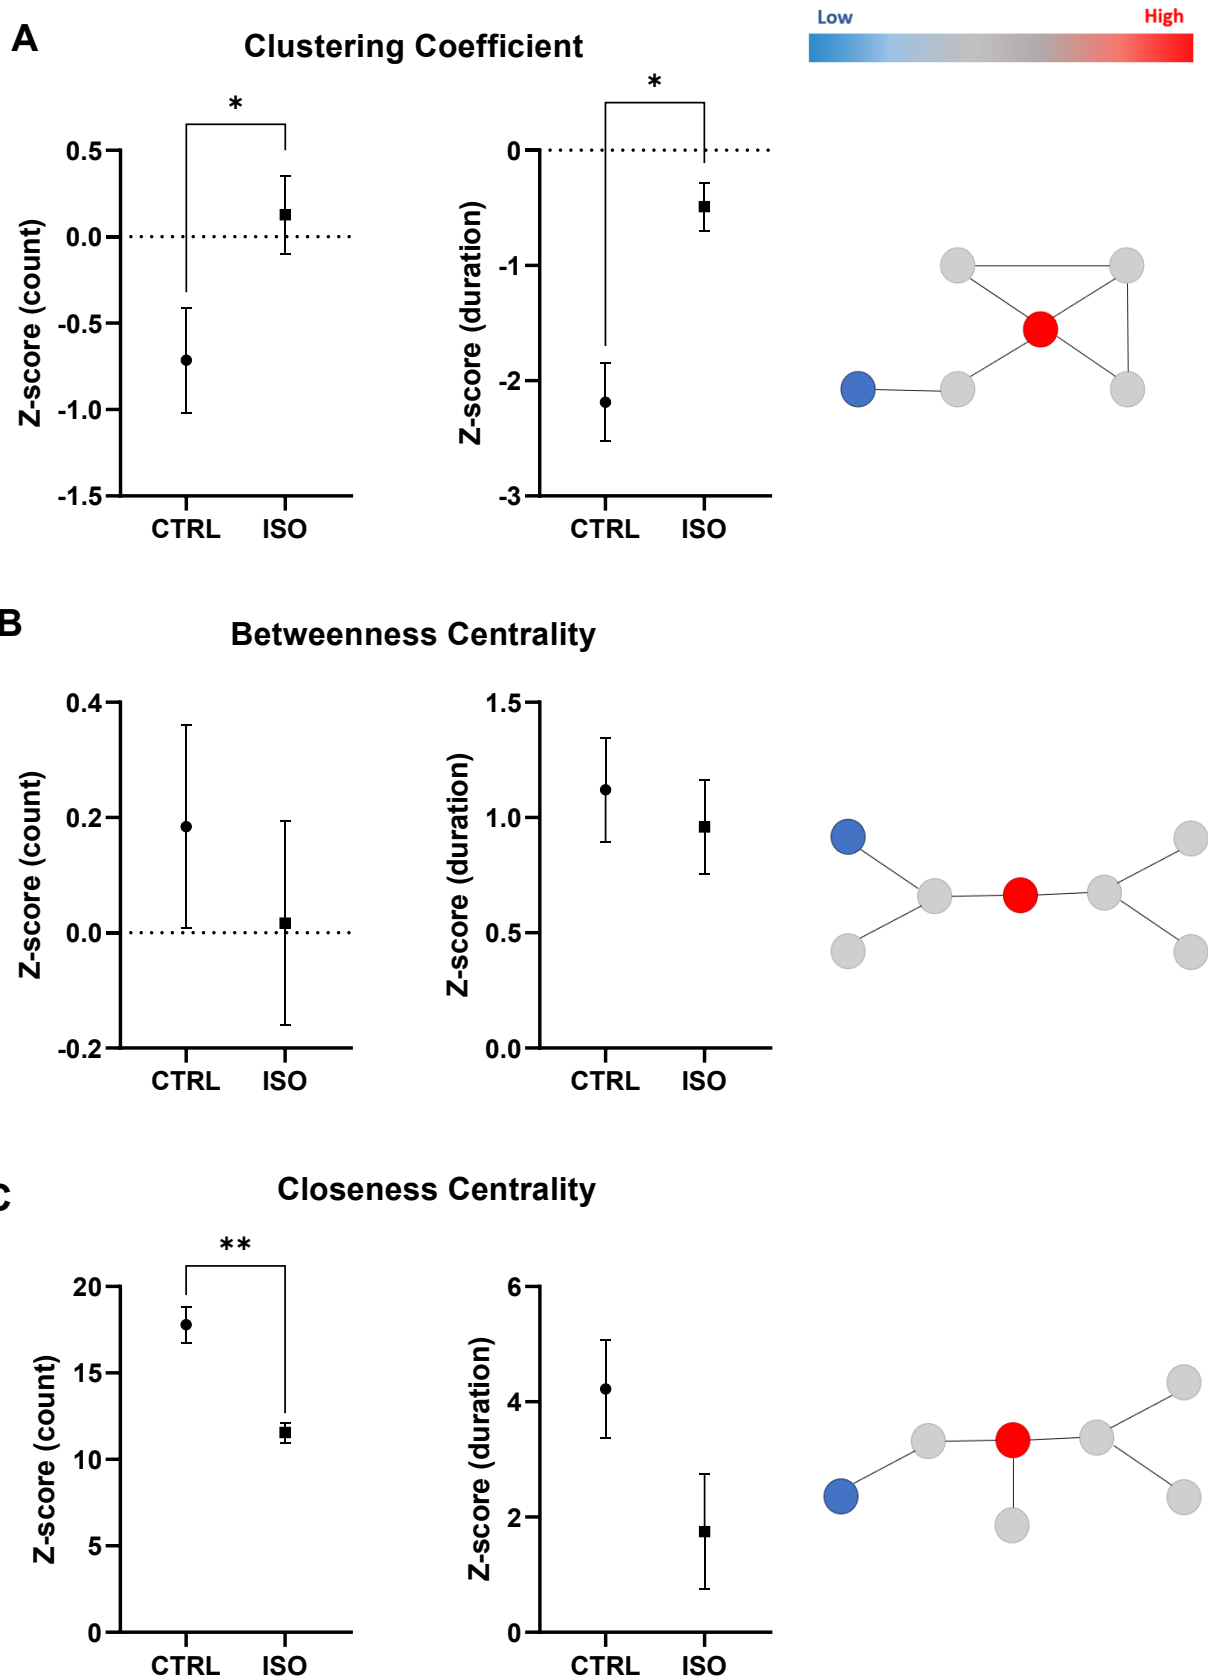 A
Clustering Coefficient
Low
High
*
*
Z-score (count)
0.5
0.0
-0.5
-1.0
-1.5
CTRL ISO
Z-score (duration)
0
-1
-2
-3
CTRL ISO
B
Betweenness Centrality
Z-score (count)
0.4
0.2
0.0
-0.2
CTRL ISO
Z-score (duration)
1.5
1.0
0.5
0.0
CTRL ISO
C
Closeness Centrality
**
Z-score (count)
20
15
10
5
0
CTRL ISO
Z-score (duration)
6
4
2
0
CTRL ISO